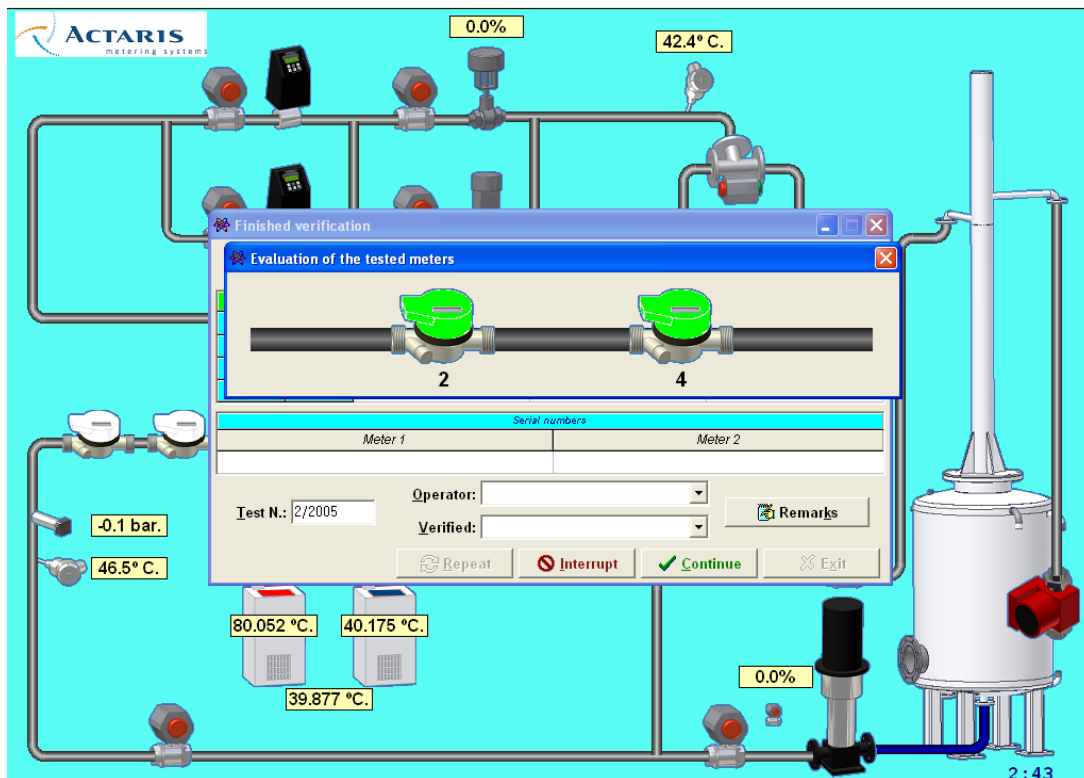 ACTARIS
metering systems
0.0%
42.4º C.
Finished verification
Evaluation of the tested meters
2
4
Serial numbers
Meter 1
Meter 2
Operator:
Test N.: 2/2005
Remarks
Verified:
-0.1 bar.
46.5º C.
Repeat
Interrupt
Continue
Exit
80.052 ºC.
40.175 ºC.
0.0%
39.877 ºC.
2:43